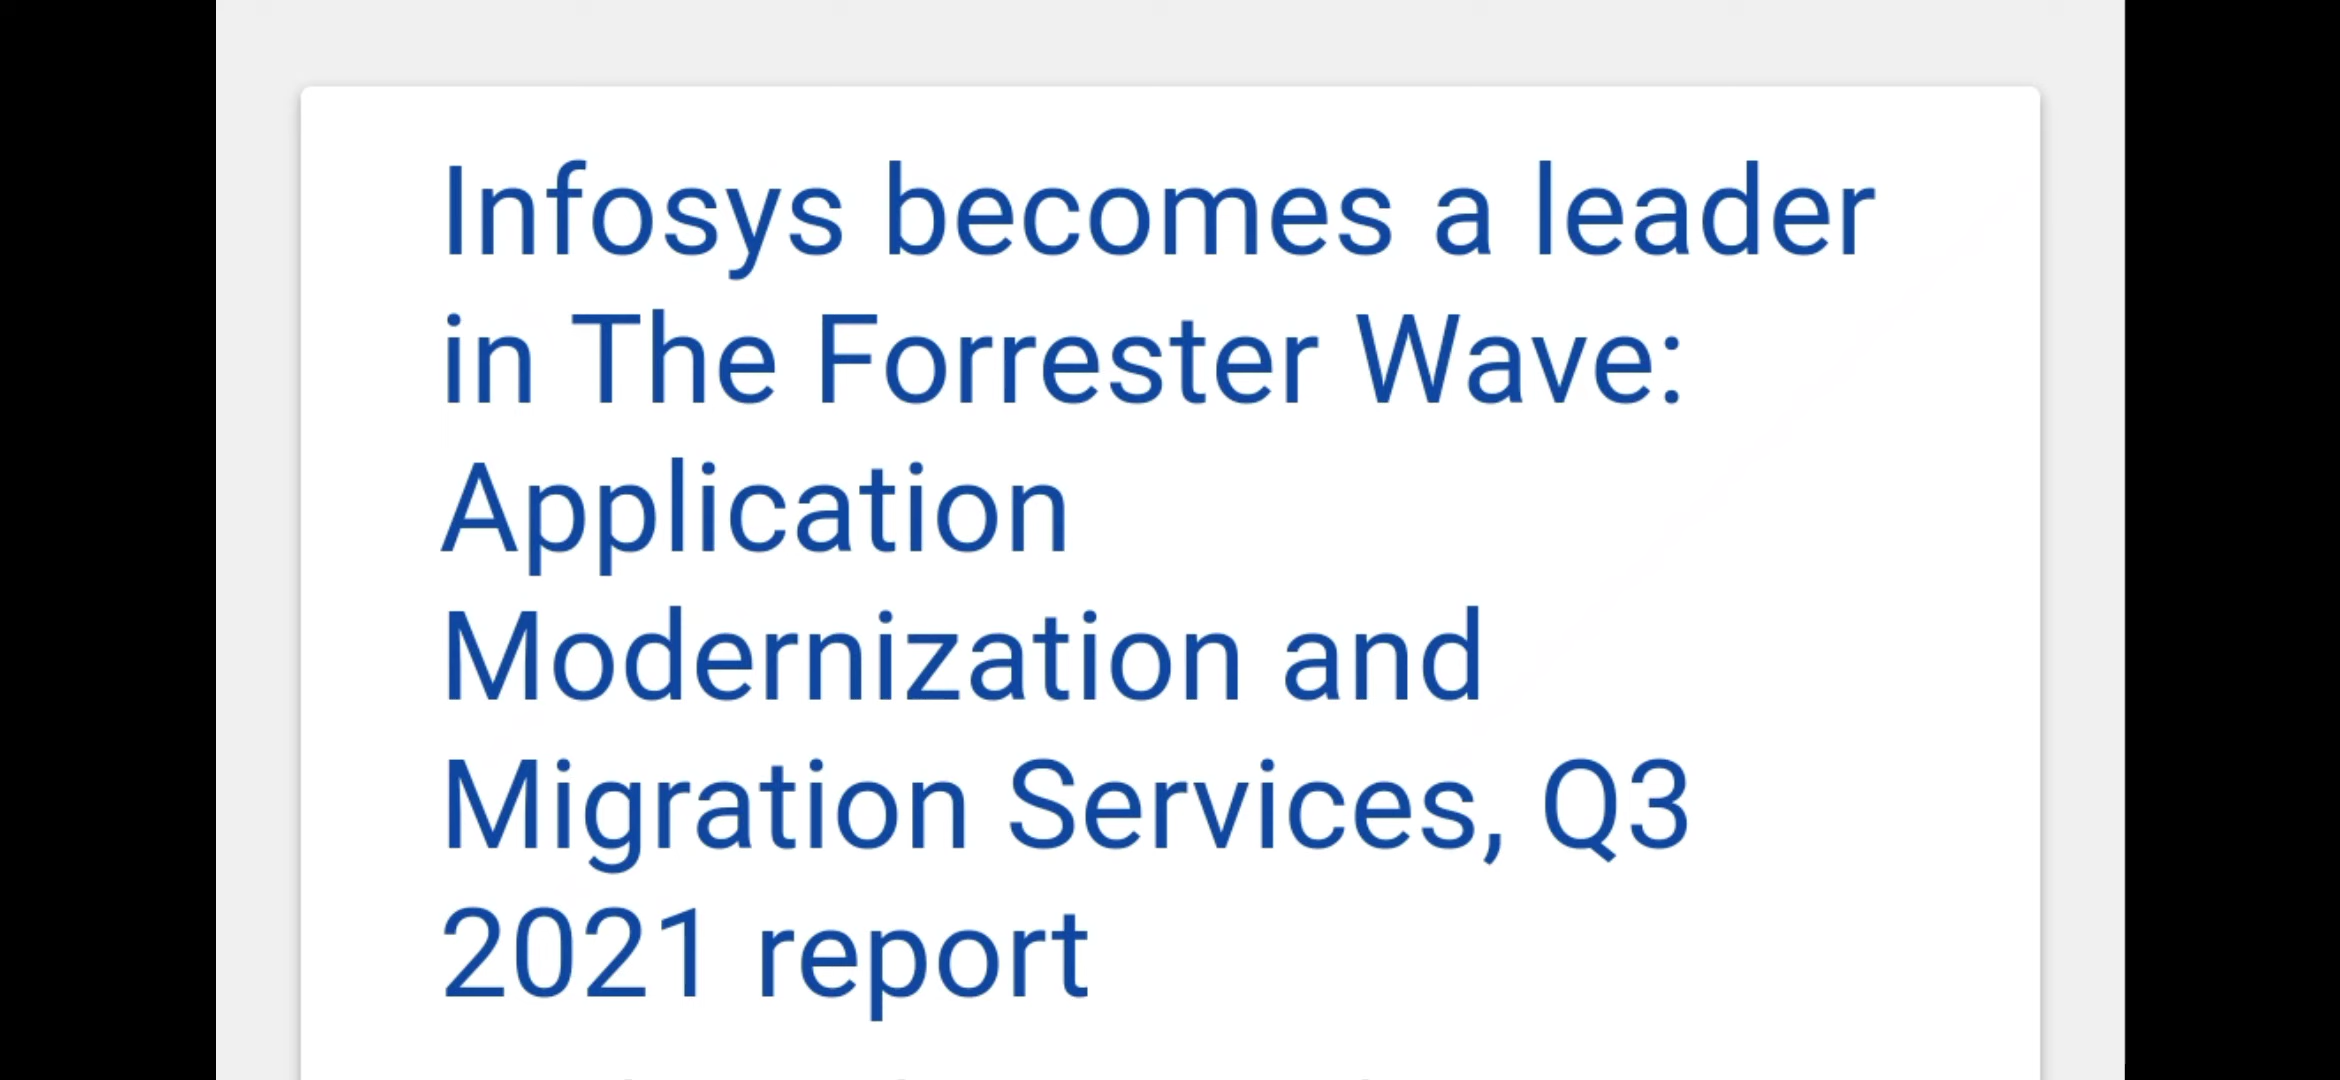 Infosys becomes a leader
in The Forrester Wave:
Application
Modernization and
Migration Services, Q3
2021 report